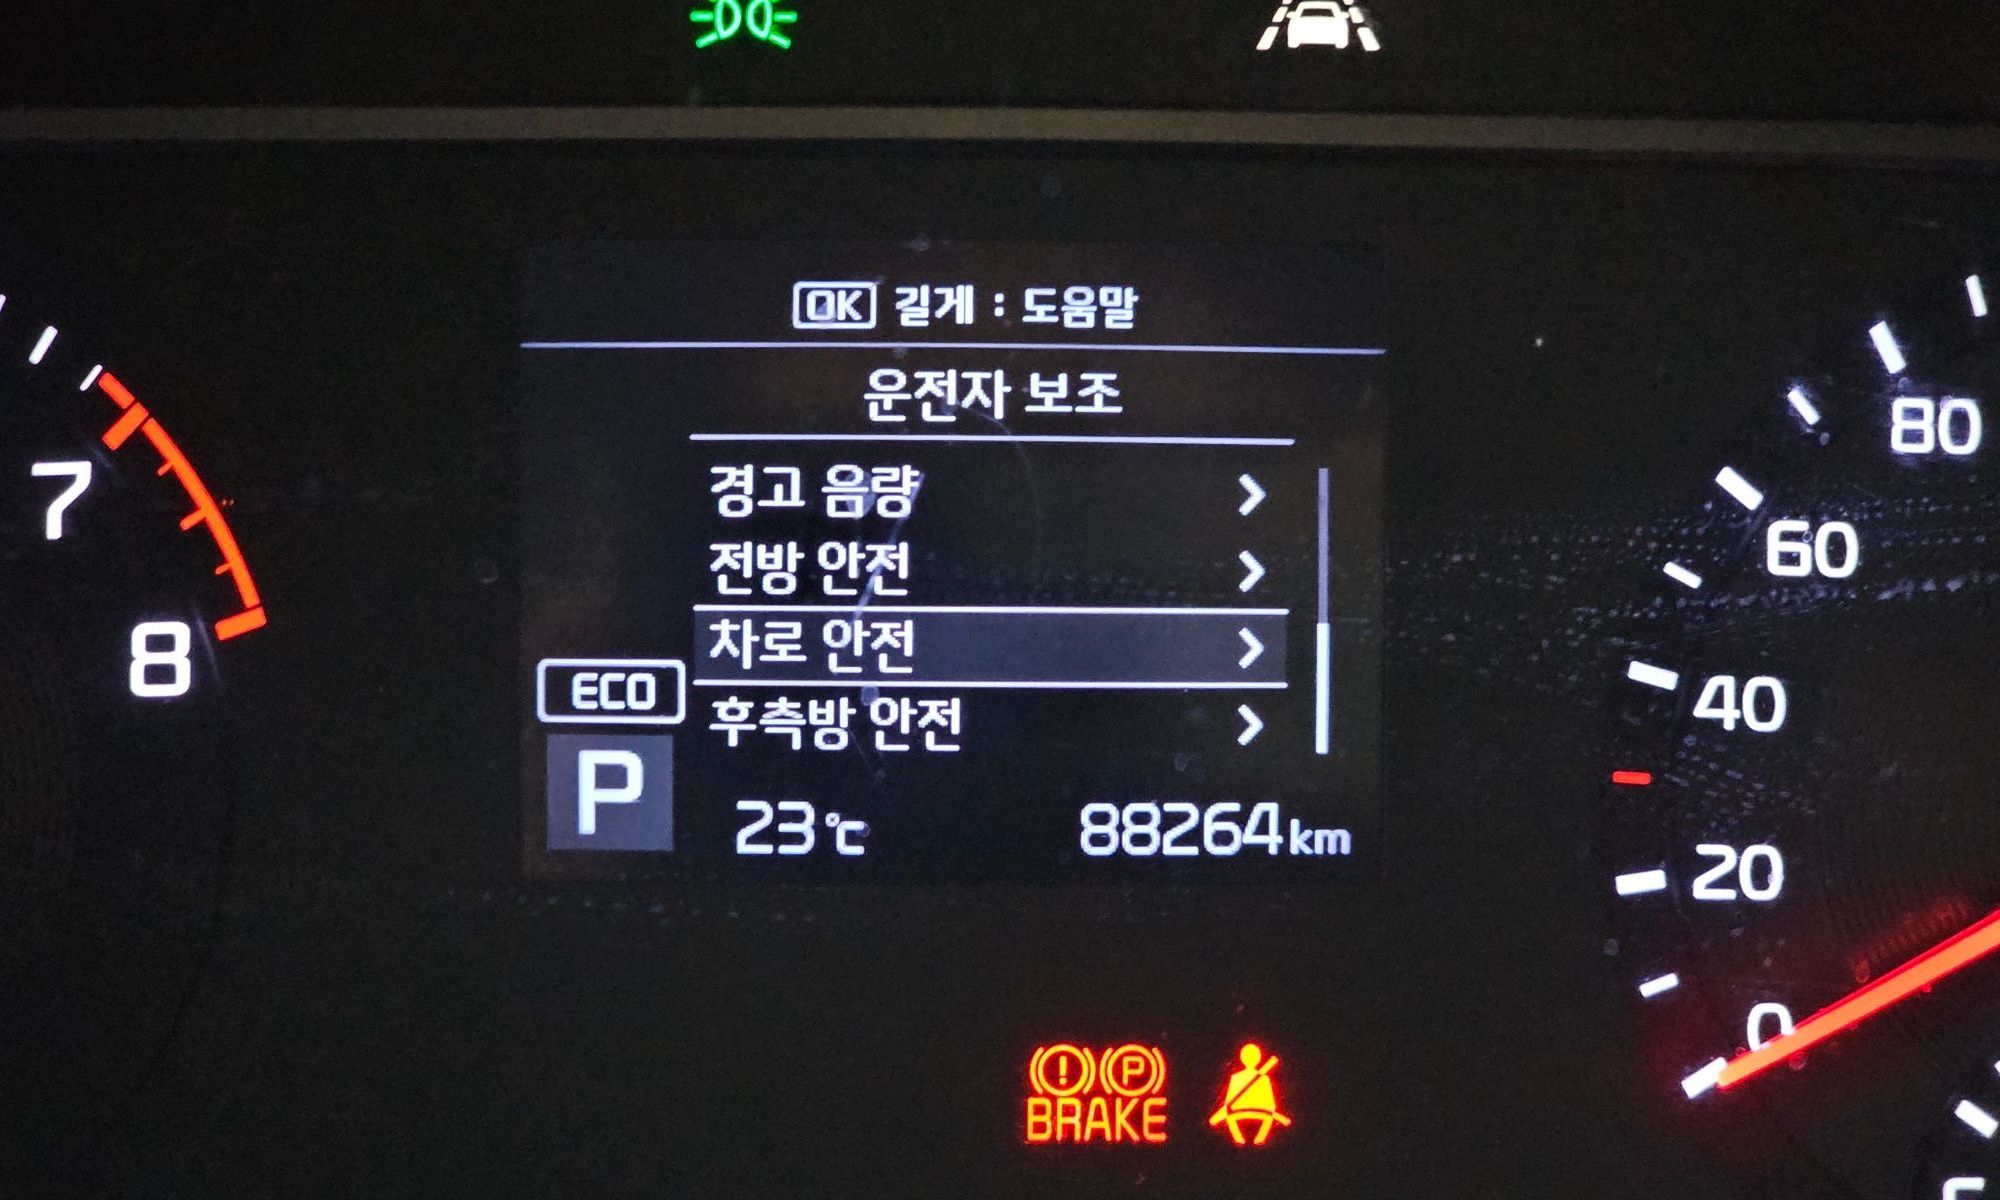 OK 길게 : 도움말
운전자 보조
경고 음량
전방 안전
차로 안전
후측방 안전
ECO
P
23℃ 88264km
7
8
80
60
40
20
0
P
BRAKE